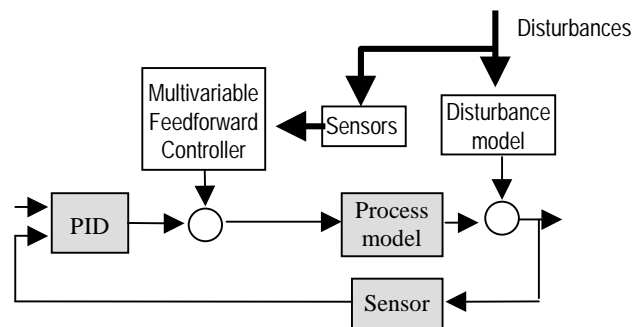 Disturbances
Multivariable
Feedforward
Controller
Sensors
Disturbance
model
PID
Process
model
Sensor